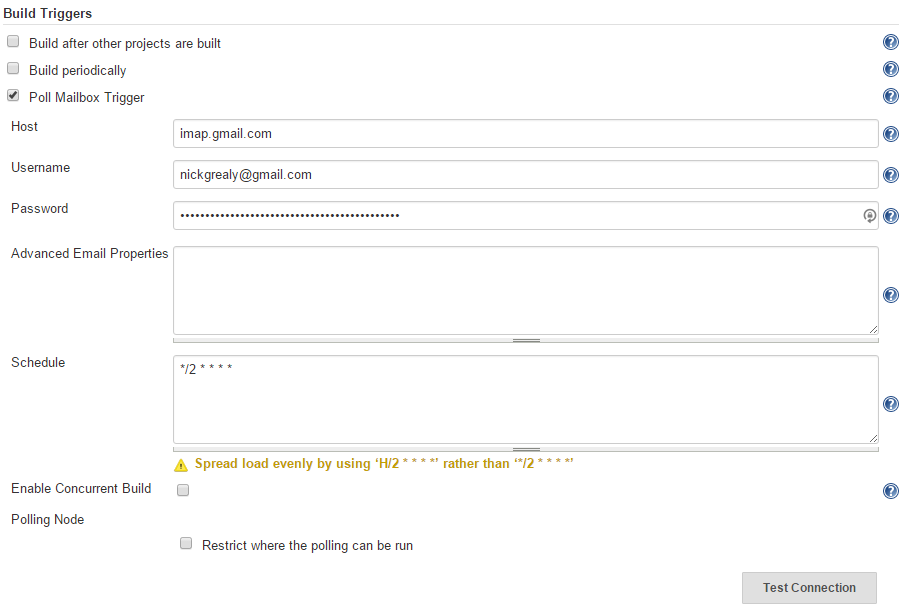 Build Triggers
Build after other projects are built
Build periodically
Poll Mailbox Trigger
Host
imap.gmail.com
Username
nickgrealy@gmail.com
Password
••••••••••••••••••••••••••••••••••••••••••••
Advanced Email Properties
Schedule
*/2 * * * *
Spread load evenly by using ‘H/2 * * * *’ rather than ‘*/2 * * * *’
Enable Concurrent Build
Polling Node
Restrict where the polling can be run
Test Connection